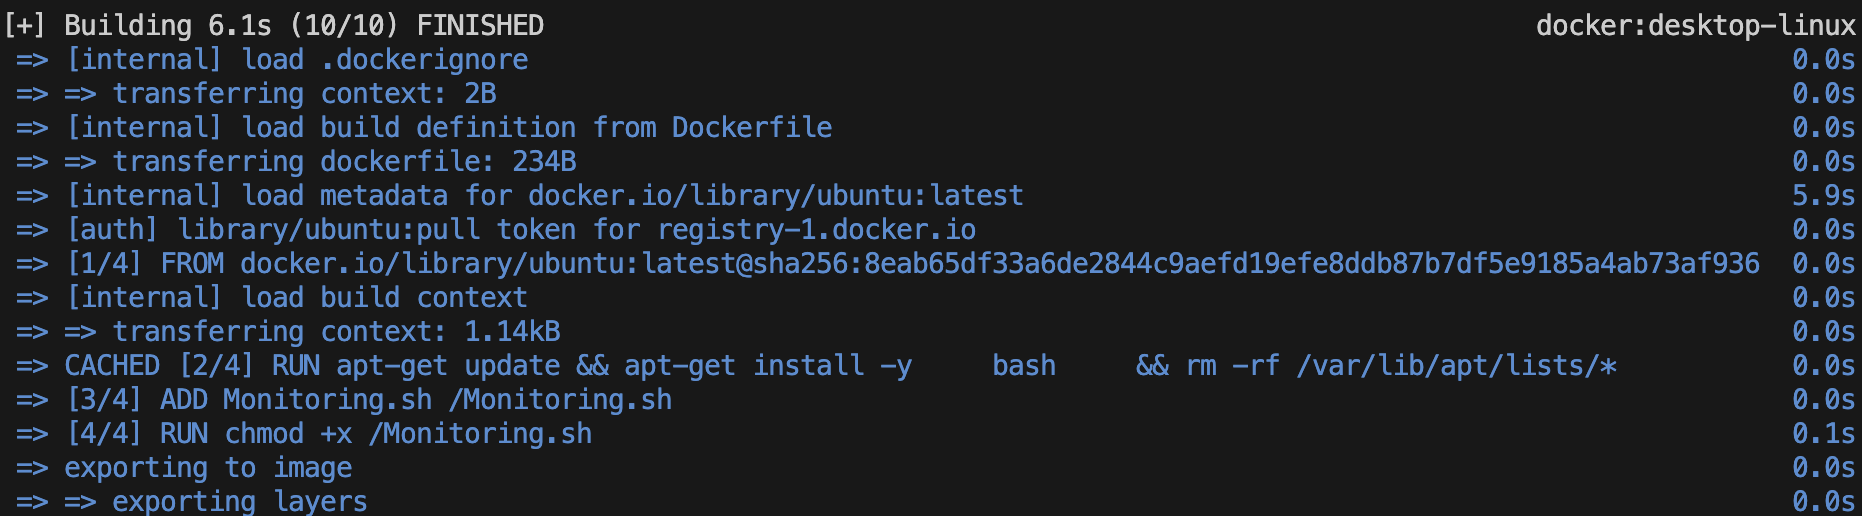 [+] Building 6.1s (10/10) FINISHED docker:desktop-linux
=> [internal] load .dockerignore 0.0s
=> => transferring context: 2B 0.0s
=> [internal] load build definition from Dockerfile 0.0s
=> => transferring dockerfile: 234B 0.0s
=> [internal] load metadata for docker.io/library/ubuntu:latest 5.9s
=> [auth] library/ubuntu:pull token for registry-1.docker.io 0.0s
=> [1/4] FROM docker.io/library/ubuntu:latest@sha256:8eab65df33a6de2844c9aefd19efe8ddb87b7df5e9185a4ab73af936 0.0s
=> [internal] load build context 0.0s
=> => transferring context: 1.14kB 0.0s
=> CACHED [2/4] RUN apt-get update && apt-get install -y     bash     && rm -rf /var/lib/apt/lists/* 0.0s
=> [3/4] ADD Monitoring.sh /Monitoring.sh 0.0s
=> [4/4] RUN chmod +x /Monitoring.sh 0.1s
=> exporting to image 0.0s
=> => exporting layers 0.0s